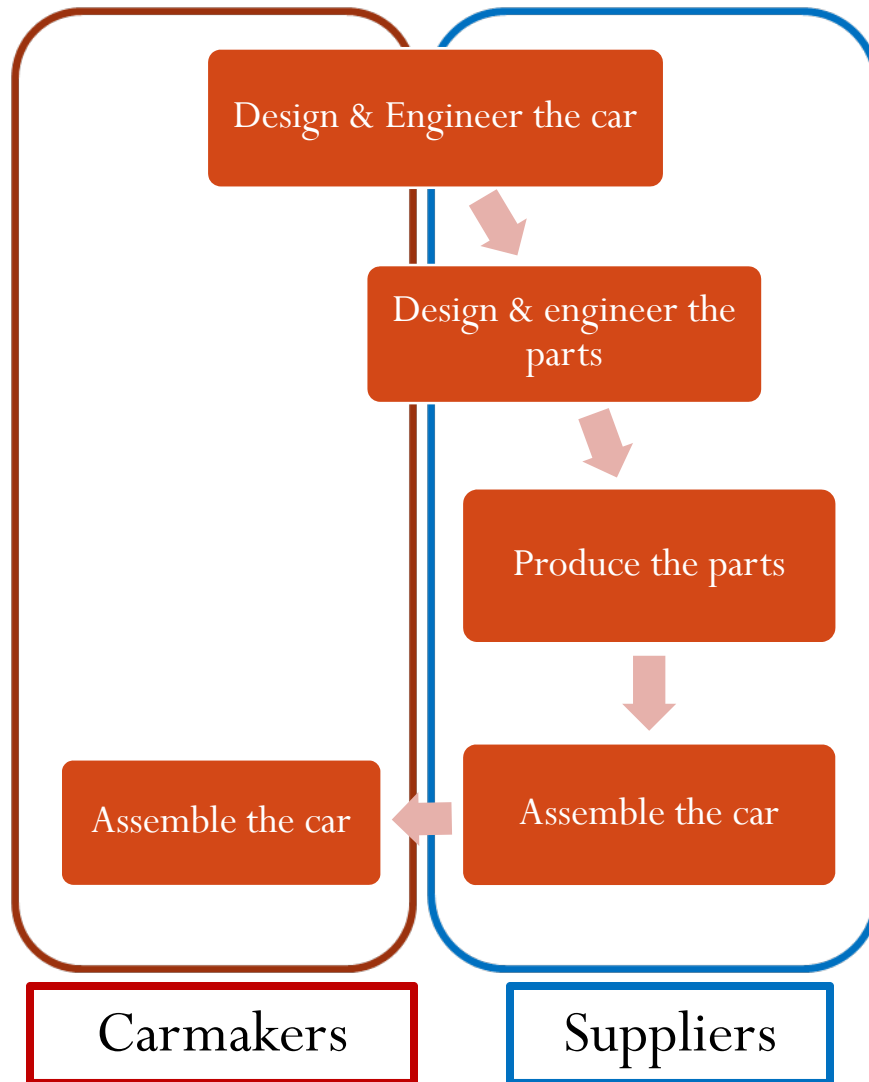 Design & Engineer the car
Design & engineer the
parts
Produce the parts
Assemble the car
Assemble the car
Carmakers
Suppliers